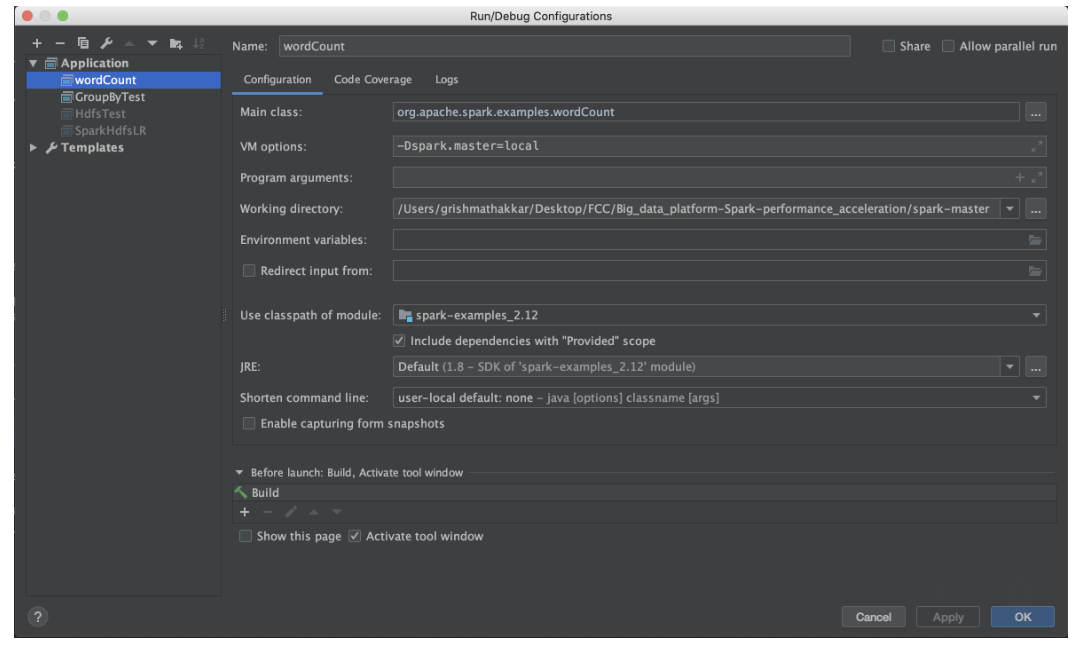 Run/Debug Configurations
Name: wordCount Share Allow parallel run
Application
wordCount
GroupByTest
HdfsTest
SparkHdfsLR
Templates
Configuration Code Coverage Logs
Main class: org.apache.spark.examples.wordCount ...
VM options: -Dspark.master=local
Program arguments:
Working directory: /Users/grishmathakkar/Desktop/FCC/Big_data_platform-Spark-performance_acceleration/spark-master ...
Environment variables:
Redirect input from:
Use classpath of module: spark-examples_2.12
Include dependencies with "Provided" scope
JRE: Default (1.8 – SDK of 'spark-examples_2.12' module) ...
Shorten command line: user-local default: none – java [options] classname [args]
Enable capturing form snapshots
Before launch: Build, Activate tool window
Build
Show this page Activate tool window
? Cancel Apply OK